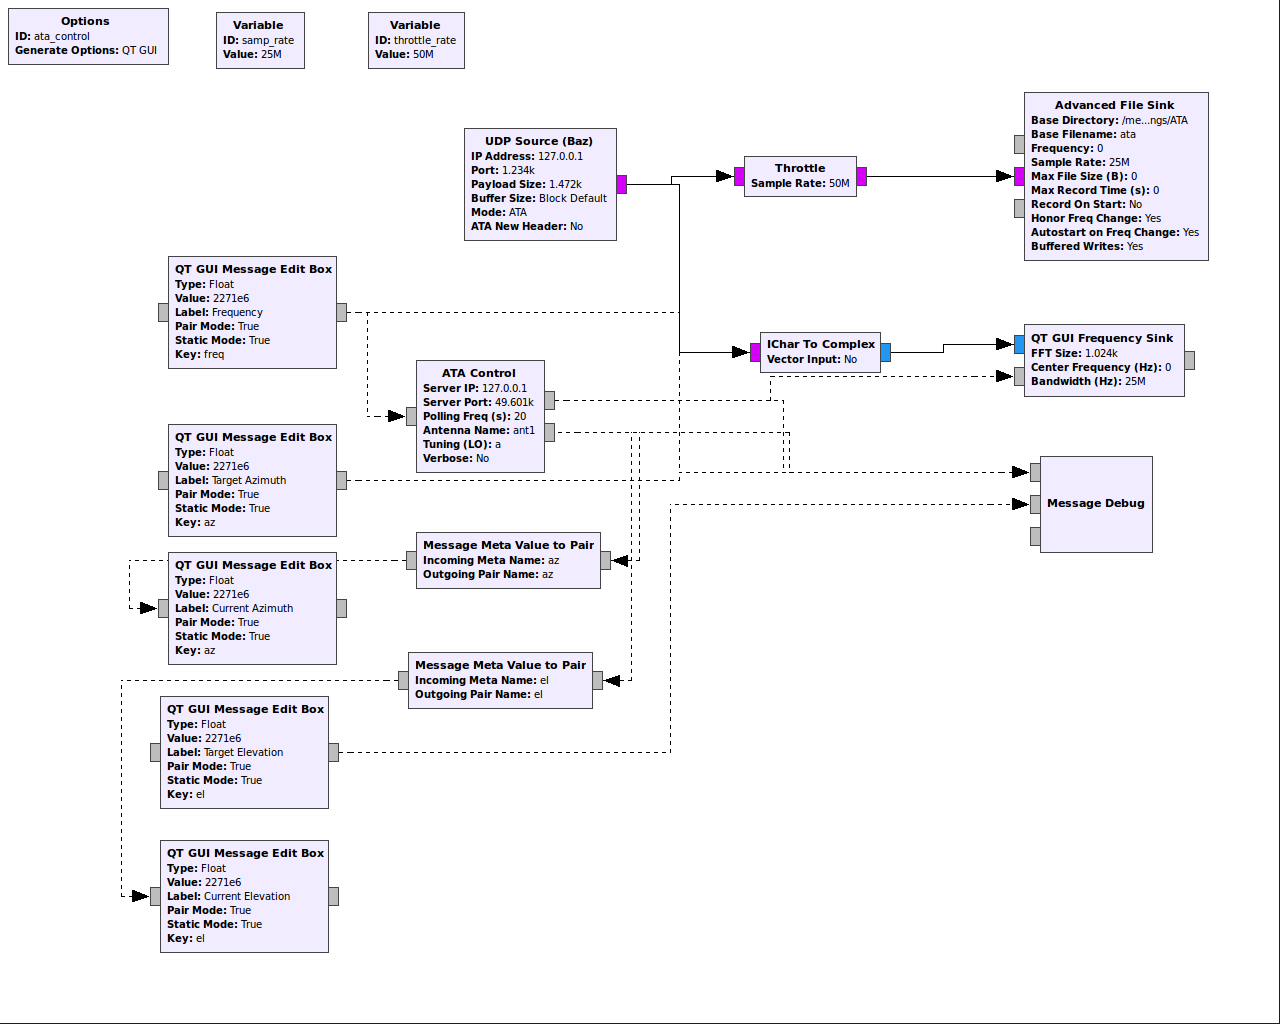 Options
ID: ata_control
Generate Options: QT GUI
Variable
ID: samp_rate
Value: 25M
Variable
ID: throttle_rate
Value: 50M
UDP Source (Baz)
IP Address: 127.0.0.1
Port: 1.234k
Payload Size: 1.472k
Buffer Size: Block Default
Mode: ATA
ATA New Header: No
Throttle
Sample Rate: 50M
Advanced File Sink
Base Directory: /me...ngs/ATA
Base Filename: ata
Frequency: 0
Sample Rate: 25M
Max File Size (B): 0
Max Record Time (s): 0
Record On Start: No
Honor Freq Change: Yes
Autostart on Freq Change: Yes
Buffered Writes: Yes
QT GUI Message Edit Box
Type: Float
Value: 2271e6
Label: Frequency
Pair Mode: True
Static Mode: True
Key: freq
IChar To Complex
Vector Input: No
QT GUI Frequency Sink
FFT Size: 1.024k
Center Frequency (Hz): 0
Bandwidth (Hz): 25M
ATA Control
Server IP: 127.0.0.1
Server Port: 49.601k
Polling Freq (s): 20
Antenna Name: ant1
Tuning (LO): a
Verbose: No
QT GUI Message Edit Box
Type: Float
Value: 2271e6
Label: Target Azimuth
Pair Mode: True
Static Mode: True
Key: az
Message Debug
Message Meta Value to Pair
Incoming Meta Name: az
Outgoing Pair Name: az
QT GUI Message Edit Box
Type: Float
Value: 2271e6
Label: Current Azimuth
Pair Mode: True
Static Mode: True
Key: az
Message Meta Value to Pair
Incoming Meta Name: el
Outgoing Pair Name: el
QT GUI Message Edit Box
Type: Float
Value: 2271e6
Label: Target Elevation
Pair Mode: True
Static Mode: True
Key: el
QT GUI Message Edit Box
Type: Float
Value: 2271e6
Label: Current Elevation
Pair Mode: True
Static Mode: True
Key: el